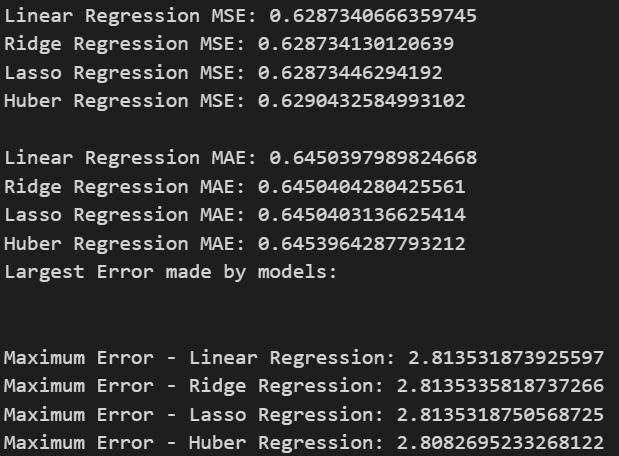 Linear Regression MSE: 0.6287340666359745
Ridge Regression MSE: 0.628734130120639
Lasso Regression MSE: 0.62873446294192
Huber Regression MSE: 0.6290432584993102
Linear Regression MAE: 0.6450397989824668
Ridge Regression MAE: 0.6450404280425561
Lasso Regression MAE: 0.6450403136625414
Huber Regression MAE: 0.6453964287793212
Largest Error made by models:
Maximum Error - Linear Regression: 2.813531873925597
Maximum Error - Ridge Regression: 2.8135335818737266
Maximum Error - Lasso Regression: 2.8135318750568725
Maximum Error - Huber Regression: 2.8082695233268122